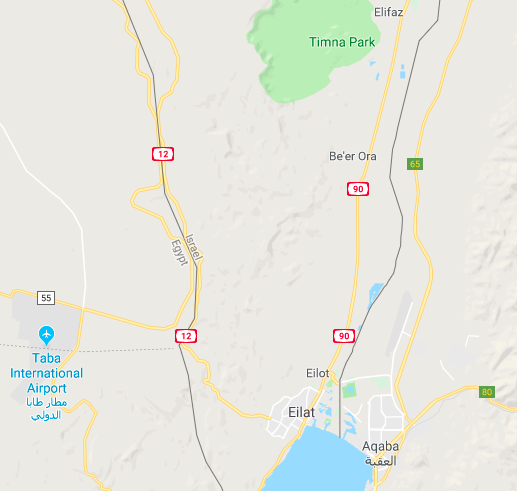 Elifaz
Timna Park
12
Be'er Ora
65
90
Israel
Egypt
55
12
90
Taba
International
Airport
مطار طابا
الدولي
Eilot
80
Eilat
Aqaba
العقبة